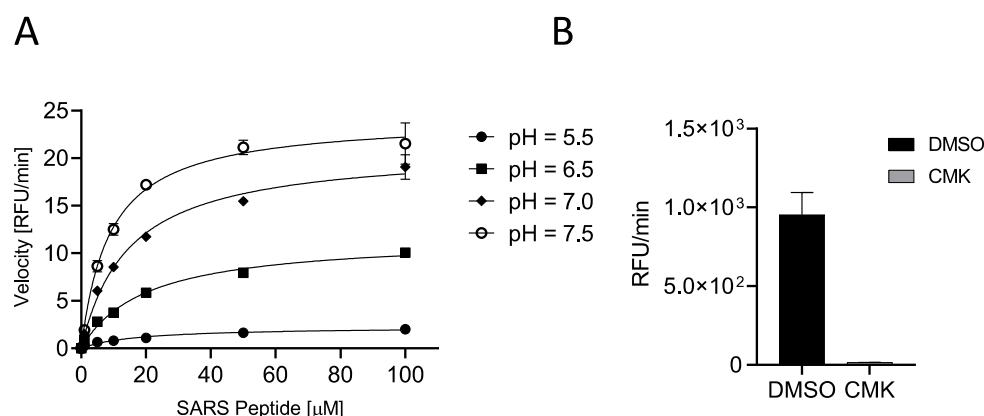 A
B
25
20
15
10
5
0
Velocity [RFU/min]
0 20 40 60 80 100
SARS Peptide [μM]
pH = 5.5
pH = 6.5
pH = 7.0
pH = 7.5
1.5×10³
1.0×10³
5.0×10²
0
RFU/min
DMSO CMK
DMSO
CMK